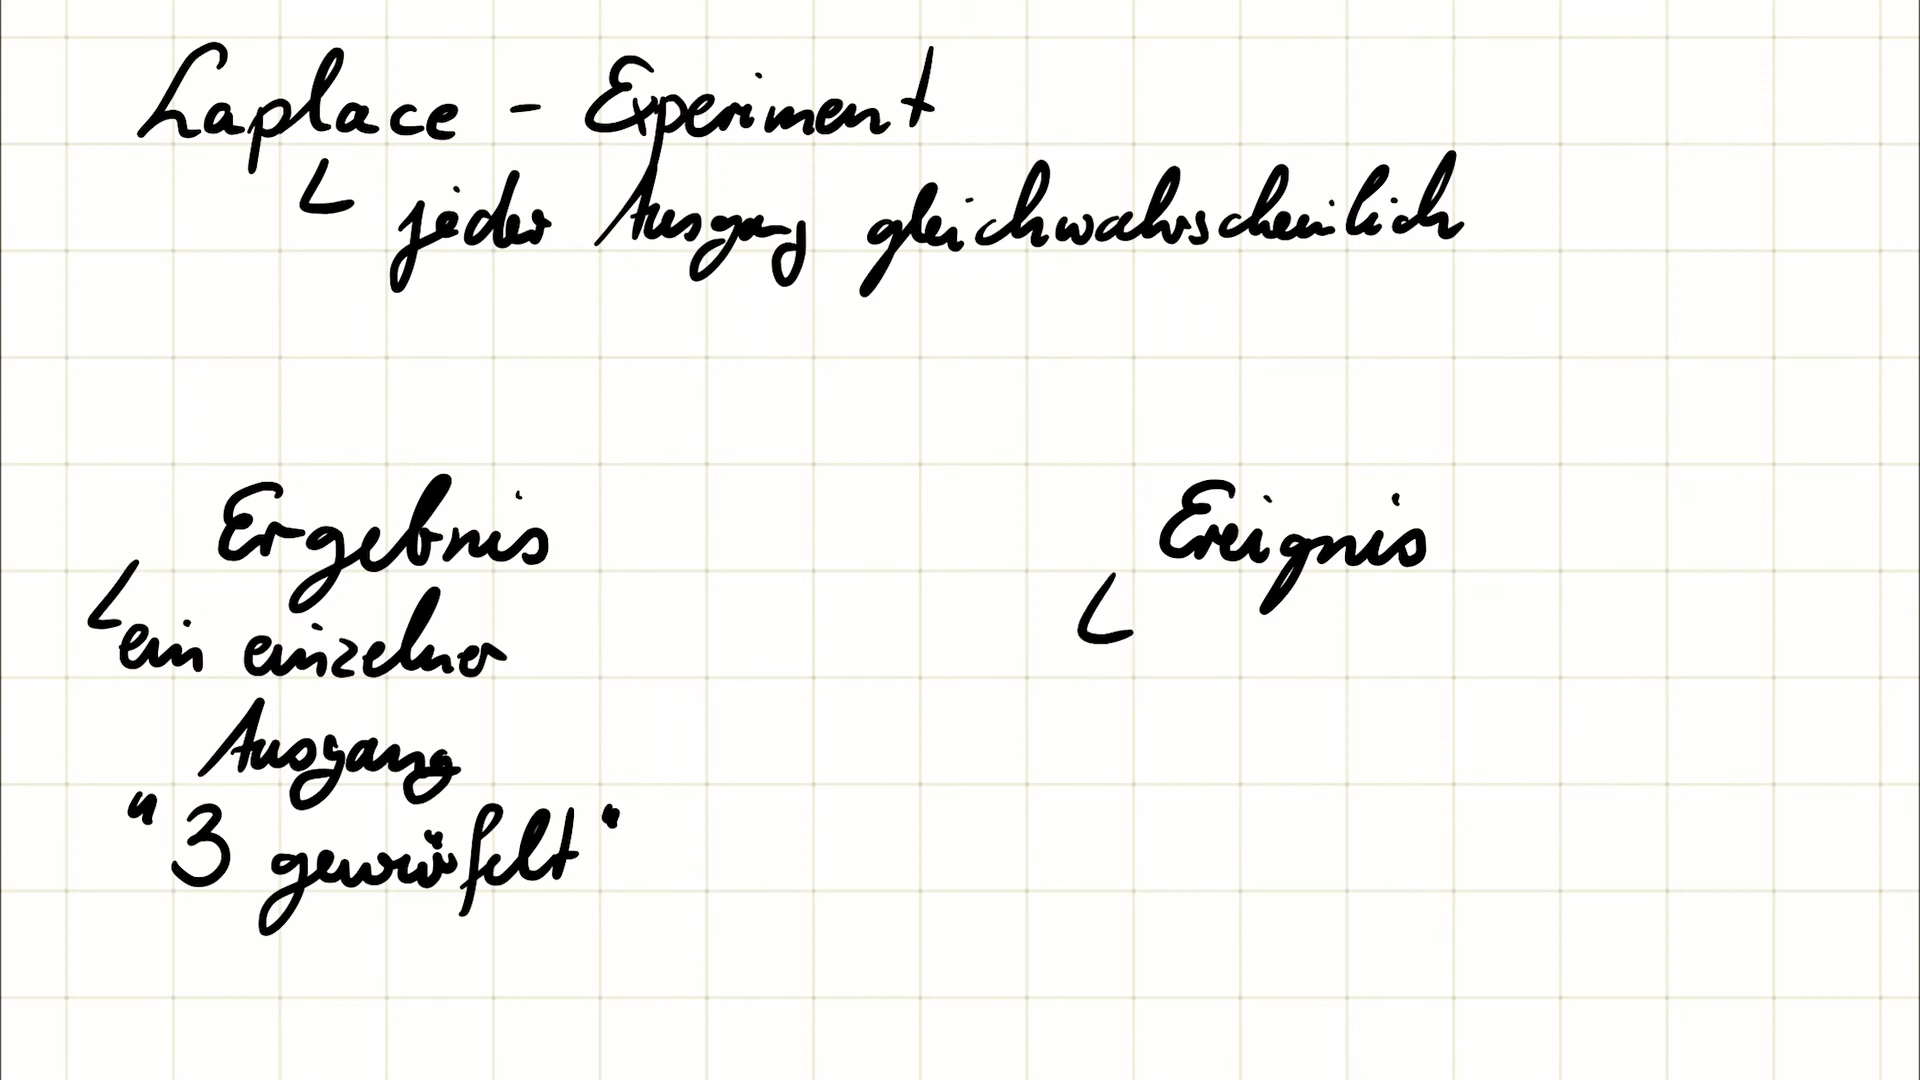 Laplace - Experiment
jeder Ausgang gleichwahrscheinlich
Ergebnis
ein einzelner
Ausgang
"3 gewürfelt"
Ereignis